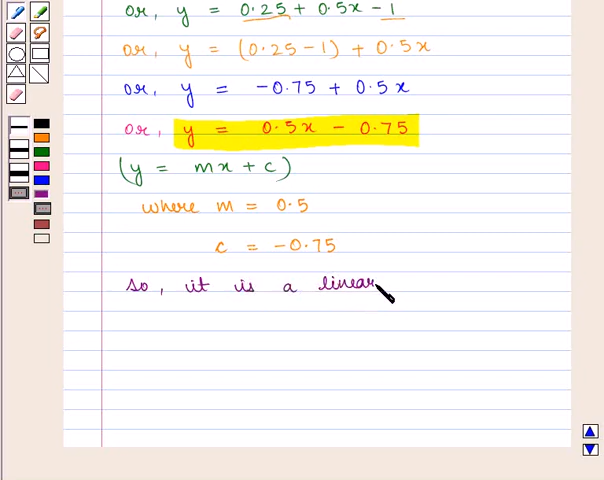 or, y = 0.25 + 0.5x - 1
or, y = (0.25 - 1) + 0.5x
or, y = -0.75 + 0.5x
or, y = 0.5x - 0.75
(y = mx + c)
where m = 0.5
c = -0.75
so, it is a linear